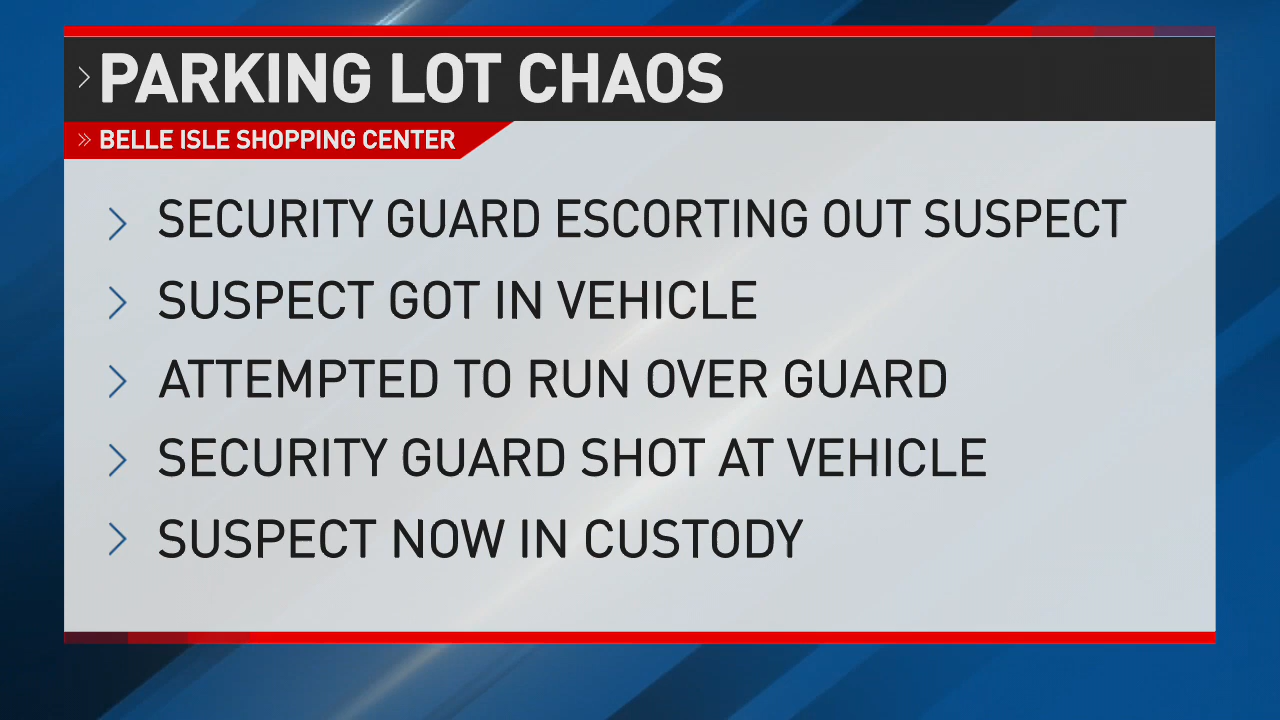 PARKING LOT CHAOS
BELLE ISLE SHOPPING CENTER
SECURITY GUARD ESCORTING OUT SUSPECT
SUSPECT GOT IN VEHICLE
ATTEMPTED TO RUN OVER GUARD
SECURITY GUARD SHOT AT VEHICLE
SUSPECT NOW IN CUSTODY